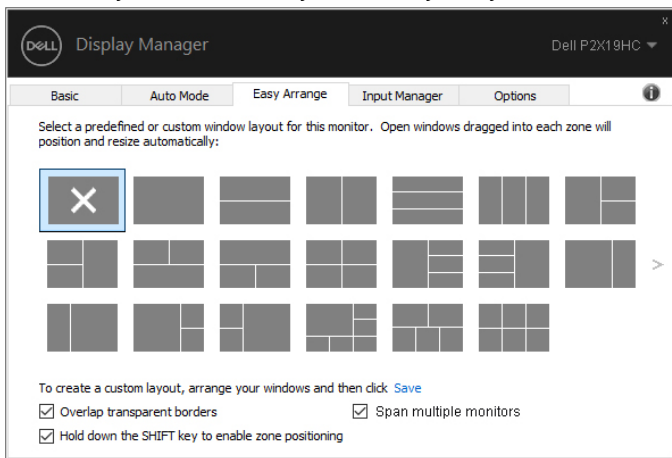 DELL Display Manager
x
Dell P2X19HC
Basic Auto Mode Easy Arrange Input Manager Options
Select a predefined or custom window layout for this monitor. Open windows dragged into each zone will
position and resize automatically:
>
To create a custom layout, arrange your windows and then click Save
Overlap transparent borders Span multiple monitors
Hold down the SHIFT key to enable zone positioning